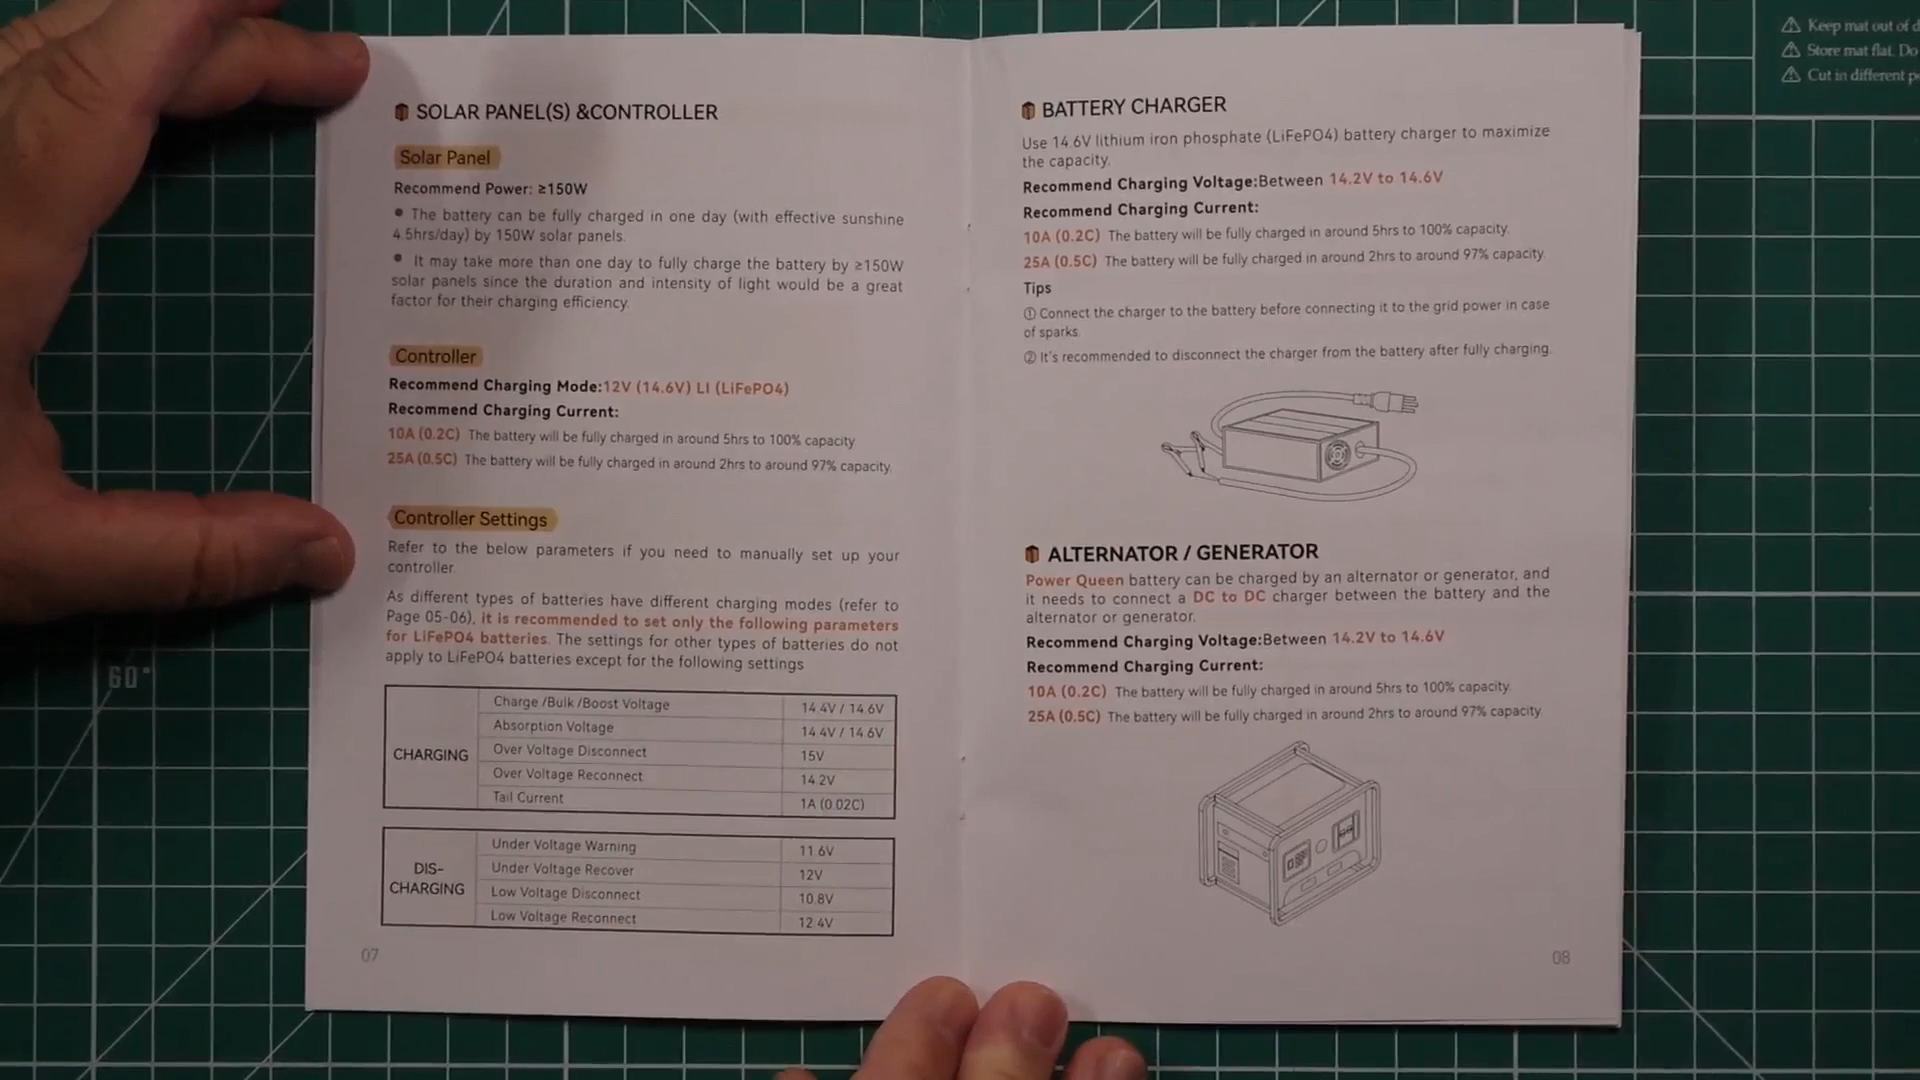 SOLAR PANEL(S) &CONTROLLER
Solar Panel
Recommend Power: ≥150W
● The battery can be fully charged in one day (with effective sunshine
4.5hrs/day) by 150W solar panels.
● It may take more than one day to fully charge the battery by ≥150W
solar panels since the duration and intensity of light would be a great
factor for their charging efficiency.
Controller
Recommend Charging Mode:12V (14.6V) LI (LiFePO4)
Recommend Charging Current:
10A (0.2C) The battery will be fully charged in around 5hrs to 100% capacity
25A (0.5C) The battery will be fully charged in around 2hrs to around 97% capacity.
Controller Settings
Refer to the below parameters if you need to manually set up your
controller.
As different types of batteries have different charging modes (refer to
Page 05-06), it is recommended to set only the following parameters
for LiFePO4 batteries. The settings for other types of batteries do not
apply to LiFePO4 batteries except for the following settings
CHARGING
Charge /Bulk /Boost Voltage 14.4V / 14.6V
Absorption Voltage 14.4V / 14.6V
Over Voltage Disconnect 15V
Over Voltage Reconnect 14.2V
Tail Current 1A (0.02C)
DIS-
CHARGING
Under Voltage Warning 11.6V
Under Voltage Recover 12V
Low Voltage Disconnect 10.8V
Low Voltage Reconnect 12.4V
07
BATTERY CHARGER
Use 14.6V lithium iron phosphate (LiFePO4) battery charger to maximize
the capacity.
Recommend Charging Voltage:Between 14.2V to 14.6V
Recommend Charging Current:
10A (0.2C) The battery will be fully charged in around 5hrs to 100% capacity.
25A (0.5C) The battery will be fully charged in around 2hrs to around 97% capacity.
Tips
① Connect the charger to the battery before connecting it to the grid power in case
of sparks.
② It's recommended to disconnect the charger from the battery after fully charging.
ALTERNATOR / GENERATOR
Power Queen battery can be charged by an alternator or generator, and
it needs to connect a DC to DC charger between the battery and the
alternator or generator.
Recommend Charging Voltage:Between 14.2V to 14.6V
Recommend Charging Current:
10A (0.2C) The battery will be fully charged in around 5hrs to 100% capacity.
25A (0.5C) The battery will be fully charged in around 2hrs to around 97% capacity.
08
Keep mat out of
Store mat flat. Do
Cut in different
60°